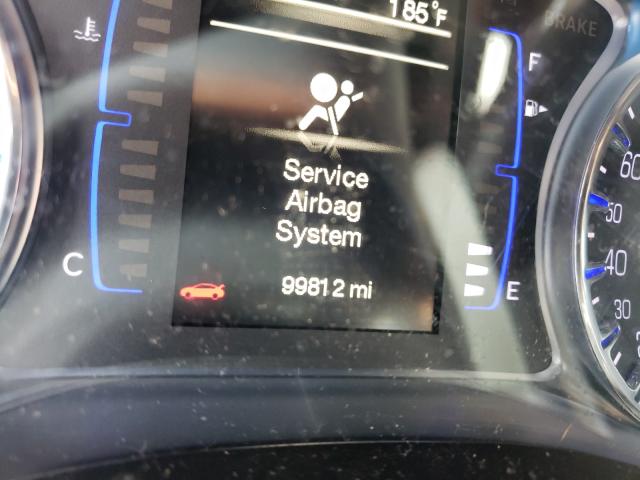 185°F
BRAKE
F
Service
Airbag
System
C
99812 mi
E
60
50
40
30